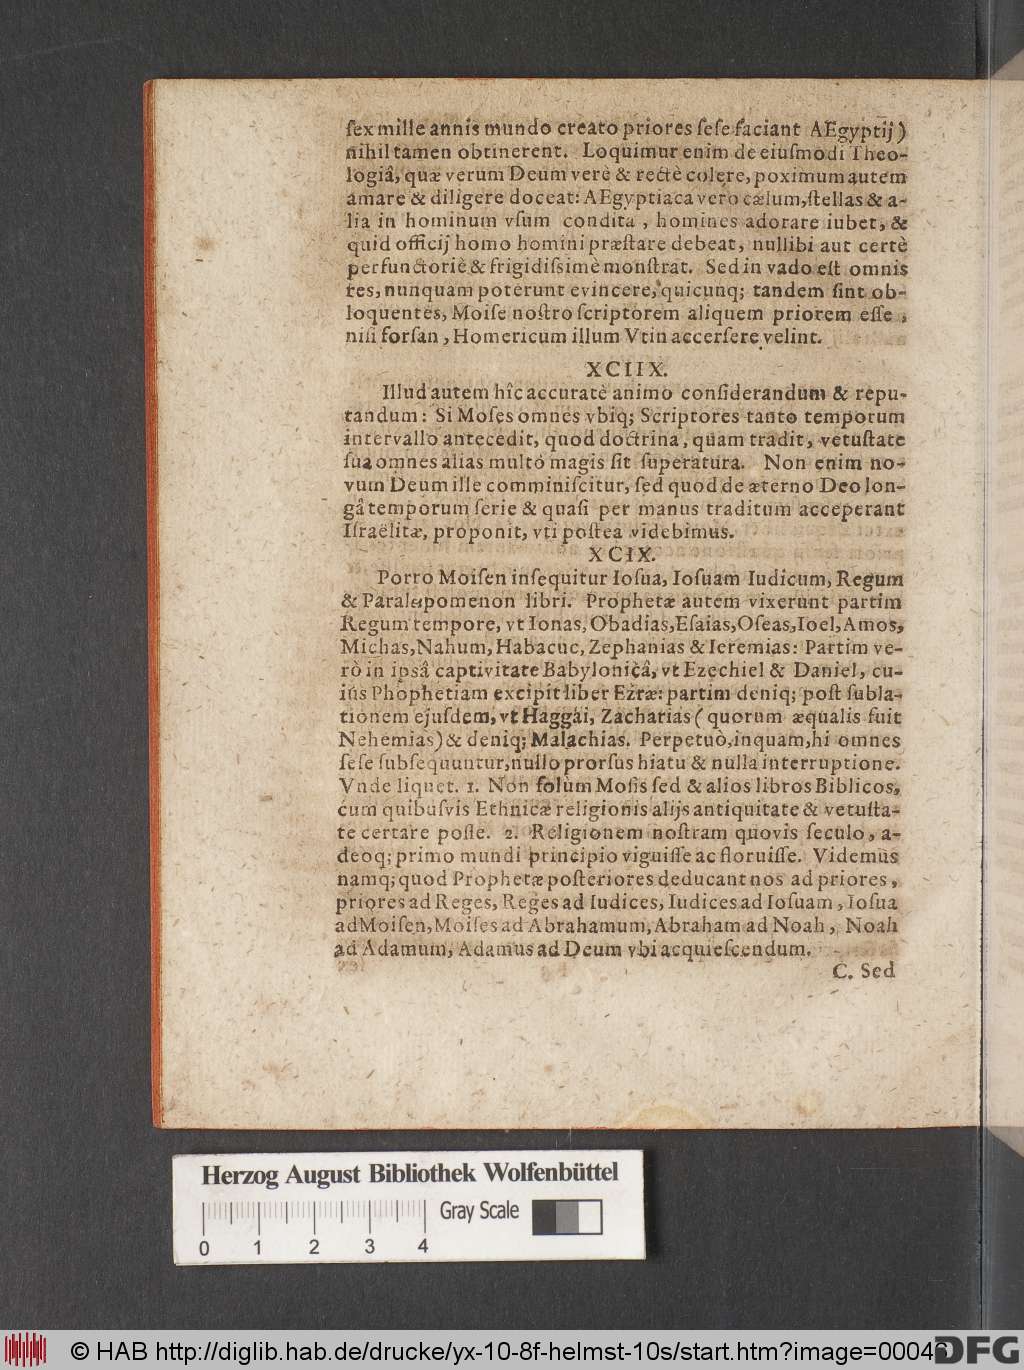 ſex mille annis mundo creato priores ſeſe faciant AEgyptij)
nihil tamen obtinerent. Loquimur enim de eiuſmodi Theo-
logiâ, quæ verum Deum verè & rectè colere, poximum autem
amare & diligere doceat: AEgyptiaca vero cælum, ſtellas & a-
lia in hominum vſum condita, homines adorare iubet, &
quid officij homo homini præſtare debeat, nullibi aut certè
perfunctoriè & frigidiſsimè monſtrat. Sed in vado eſt omnis
res, nunquam poterunt evincere, quicunq; tandem ſint ob-
loquentes, Moiſe noſtro ſcriptorem aliquem priorem eſſe,
niſi forſan, Homericum illum Vtin accerſere velint.
XCIIX.
Illud autem hîc accuratè animo conſiderandum & repu-
tandum: Si Moſes omnes vbiq; Scriptores tanto temporum
intervallo antecedit, quod doctrina, quam tradit, vetuſtate
ſua omnes alias multò magis ſit ſuperatura. Non enim no-
vum Deum ille comminiſcitur, ſed quod de æterno Deo lon-
gâ temporum ſerie & quaſi per manus traditum acceperant
Iſraëlitæ, proponit, vti poſtea videbimus.
XCIX.
Porro Moiſen inſequitur Ioſua, Ioſuam Iudicum, Regum
& Paralepomenon libri. Prophetæ autem vixerunt partim
Regum tempore, vt Ionas, Obadias, Eſaias, Oſeas, Ioel, Amos,
Michas, Nahum, Habacuc, Zephanias & Ieremias: Partim ve-
rò in ipsâ captivitate Babylonicâ, vt Ezechiel & Daniel, cu-
iús Phophetiam excipit liber Ezræ: partim deniq; poſt ſubla-
tionem ejuſdem, vt Haggai, Zacharias (quorum æqualis fuit
Nehemias) & deniq; Malachias. Perpetuò, inquam, hi omnes
ſeſe ſubſequuntur, nullo prorſus hiatu & nulla interruptione.
Vnde liquet. 1. Non ſolùm Moſis ſed & alios libros Biblicos,
cum quibuſvis Ethnicæ religionis alijs antiquitate & vetuſta-
te certare poſſe. 2. Religionem noſtram quovis ſeculo, a-
deoq; primo mundi principio viguiſſe ac floruiſſe. Videmus
namq; quod Prophetæ poſteriores deducant nos ad priores,
priores ad Reges, Reges ad Iudices, Iudices ad Ioſuam, Ioſua
ad Moiſen, Moiſes ad Abrahamum, Abraham ad Noah, Noah
ad Adamum, Adamus ad Deum vbi acquieſcendum.
C. Sed
Herzog August Bibliothek Wolfenbüttel
Gray Scale
0 1 2 3 4
© HAB http://diglib.hab.de/drucke/yx-10-8f-helmst-10s/start.htm?image=00046
DFG